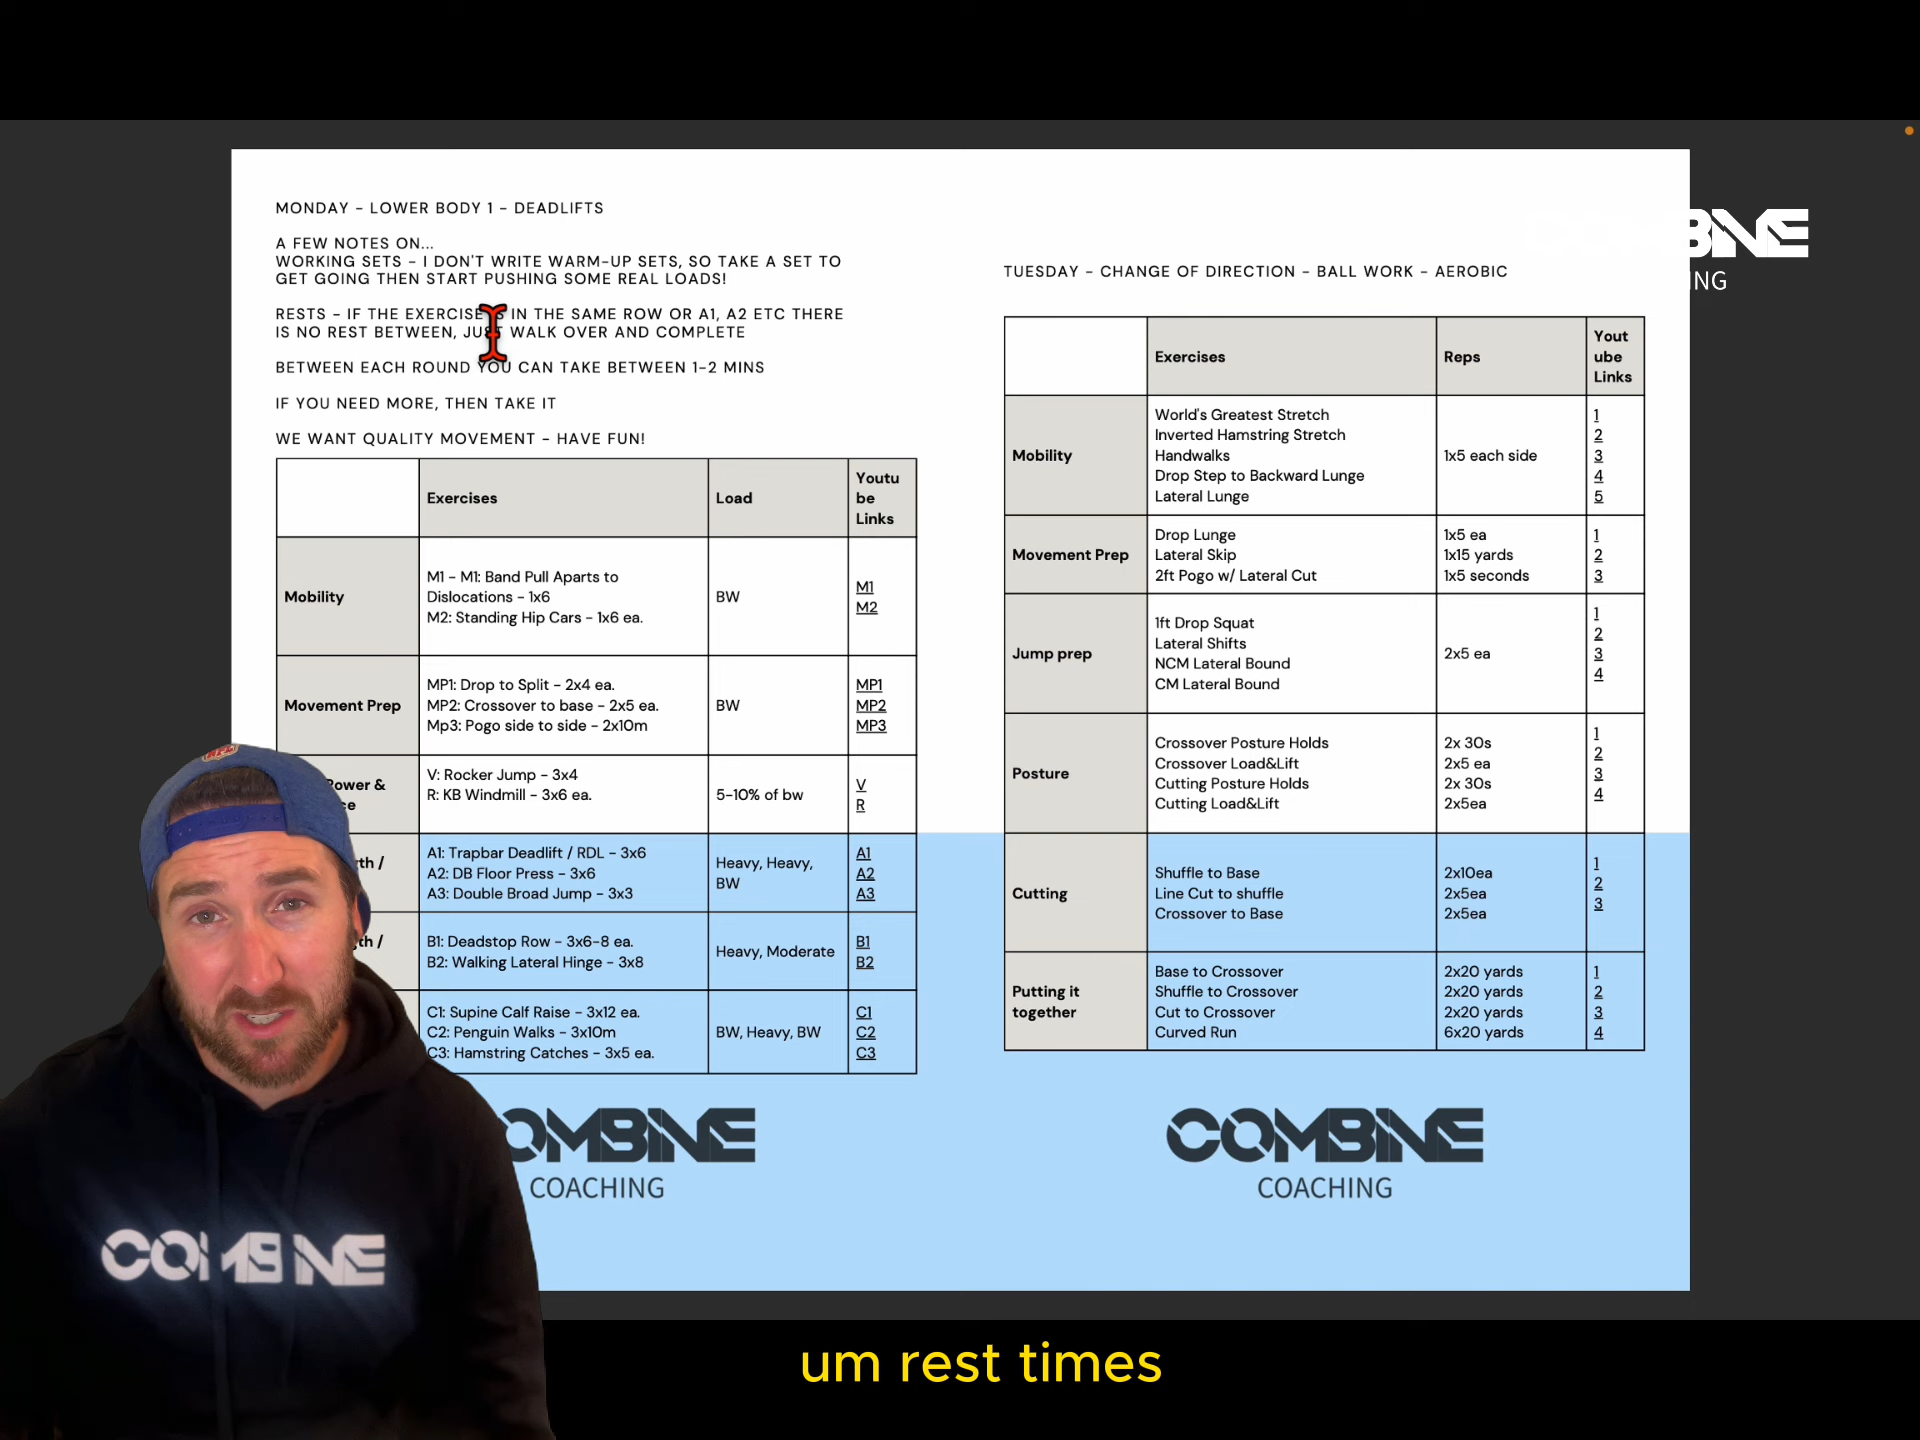 MONDAY - LOWER BODY 1 - DEADLIFTS
A FEW NOTES ON...
WORKING SETS - I DON'T WRITE WARM-UP SETS, SO TAKE A SET TO
GET GOING THEN START PUSHING SOME REAL LOADS!
RESTS - IF THE EXERCISES IN THE SAME ROW OR A1, A2 ETC THERE
IS NO REST BETWEEN, JUST WALK OVER AND COMPLETE
BETWEEN EACH ROUND YOU CAN TAKE BETWEEN 1-2 MINS
IF YOU NEED MORE, THEN TAKE IT
WE WANT QUALITY MOVEMENT - HAVE FUN!
Exercises
Load
Youtu
be
Links
Mobility
M1 - M1: Band Pull Aparts to
Dislocations - 1x6
M2: Standing Hip Cars - 1x6 ea.
BW
M1
M2
Movement Prep
MP1: Drop to Split - 2x4 ea.
MP2: Crossover to base - 2x5 ea.
Mp3: Pogo side to side - 2x10m
BW
MP1
MP2
MP3
ower &
ce
V: Rocker Jump - 3x4
R: KB Windmill - 3x6 ea.
5-10% of bw
V
R
th /
A1: Trapbar Deadlift / RDL - 3x6
A2: DB Floor Press - 3x6
A3: Double Broad Jump - 3x3
Heavy, Heavy,
BW
A1
A2
A3
th /
B1: Deadstop Row - 3x6-8 ea.
B2: Walking Lateral Hinge - 3x8
Heavy, Moderate
B1
B2
C1: Supine Calf Raise - 3x12 ea.
C2: Penguin Walks - 3x10m
C3: Hamstring Catches - 3x5 ea.
BW, Heavy, BW
C1
C2
C3
OMBINE
COACHING
TUESDAY - CHANGE OF DIRECTION - BALL WORK - AEROBIC
Exercises
Reps
Yout
ube
Links
Mobility
World's Greatest Stretch
Inverted Hamstring Stretch
Handwalks
Drop Step to Backward Lunge
Lateral Lunge
1x5 each side
1
2
3
4
5
Movement Prep
Drop Lunge
Lateral Skip
2ft Pogo w/ Lateral Cut
1x5 ea
1x15 yards
1x5 seconds
1
2
3
Jump prep
1ft Drop Squat
Lateral Shifts
NCM Lateral Bound
CM Lateral Bound
2x5 ea
1
2
3
4
Posture
Crossover Posture Holds
Crossover Load&Lift
Cutting Posture Holds
Cutting Load&Lift
2x 30s
2x5 ea
2x 30s
2x5ea
1
2
3
4
Cutting
Shuffle to Base
Line Cut to shuffle
Crossover to Base
2x10ea
2x5ea
2x5ea
1
2
3
Putting it
together
Base to Crossover
Shuffle to Crossover
Cut to Crossover
Curved Run
2x20 yards
2x20 yards
2x20 yards
6x20 yards
1
2
3
4
COMBINE
COACHING
BINE
NG
COMBINE
um rest times